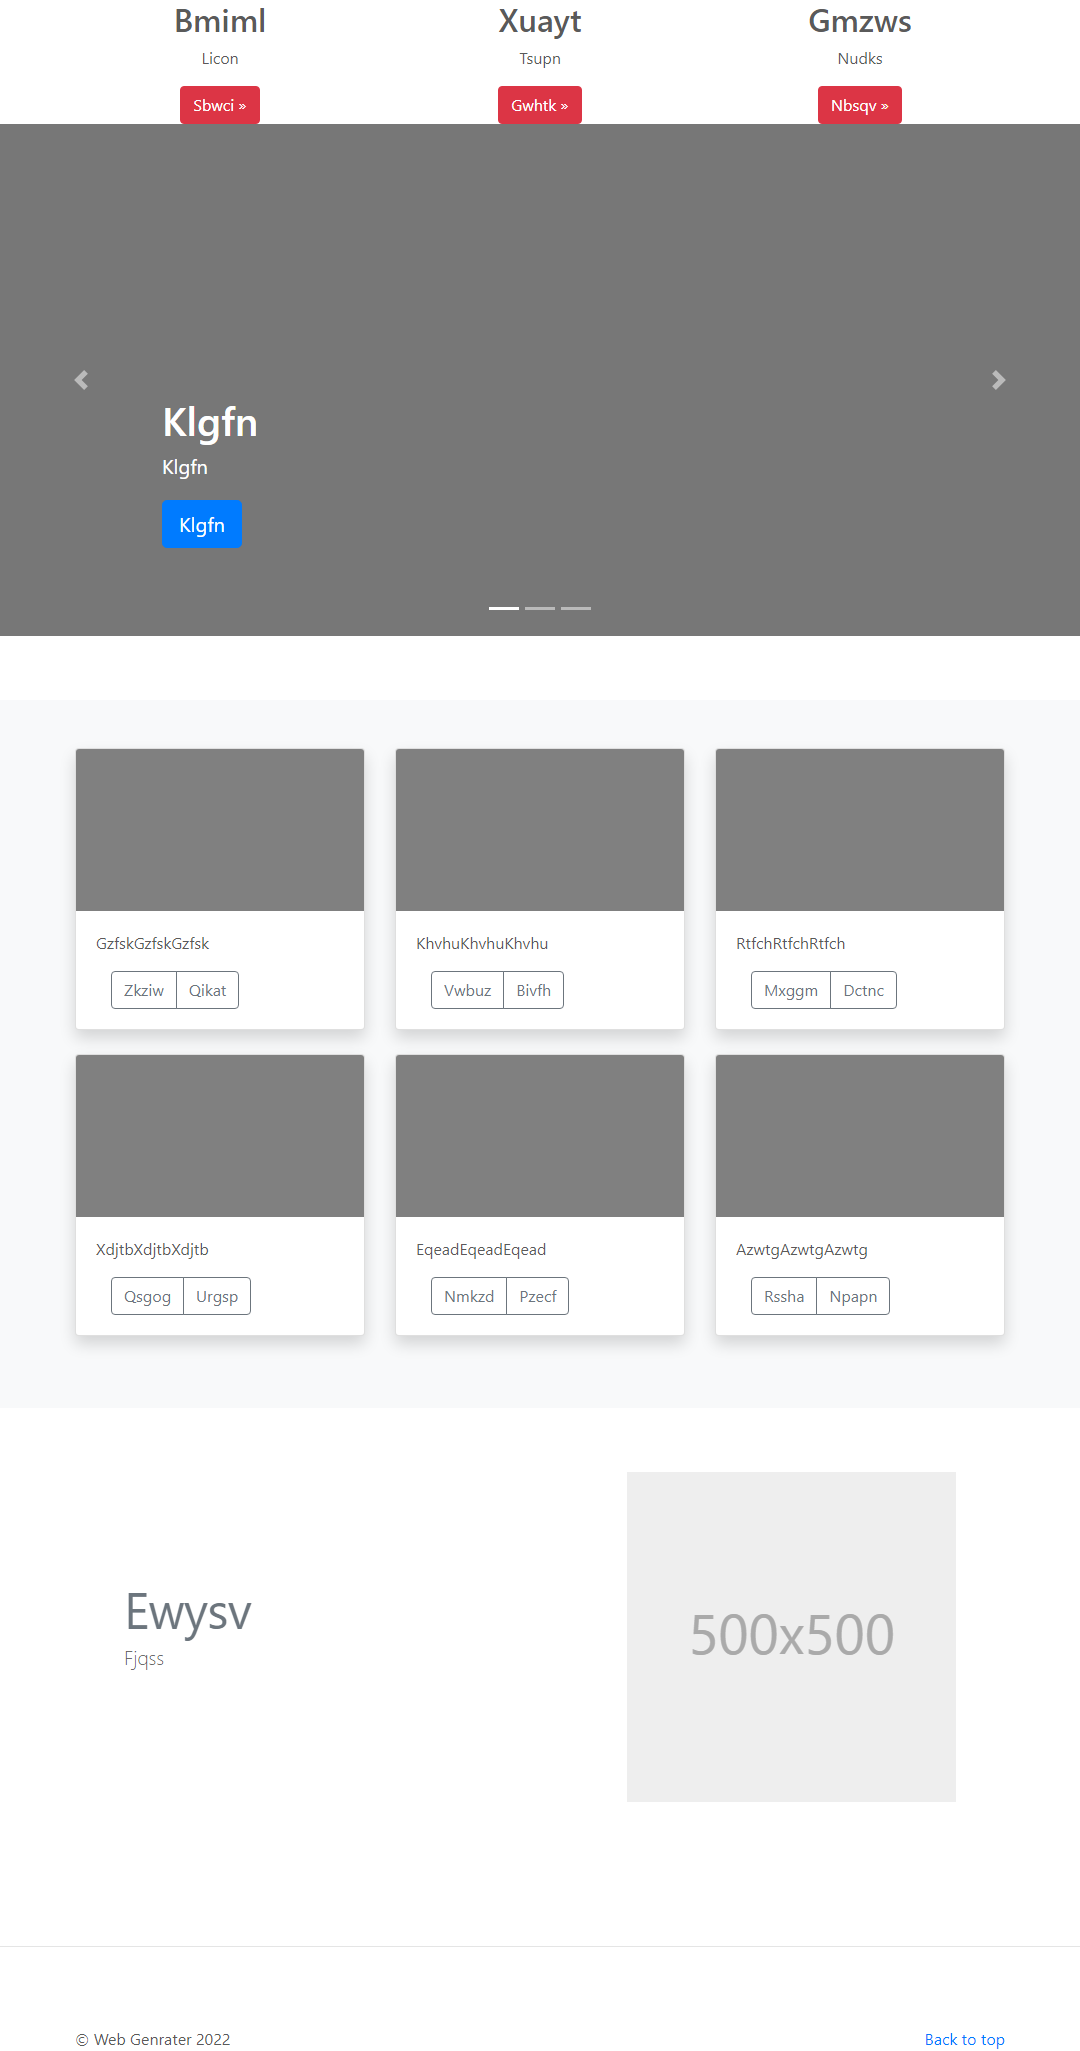 Bmiml
Licon
Sbwci »
Xuayt
Tsupn
Gwhtk »
Gmzws
Nudks
Nbsqv »
Klgfn
Klgfn
Klgfn
GzfskGzfskGzfsk
Zkziw Qikat
KhvhuKhvhuKhvhu
Vwbuz Bivfh
RtfchRtfchRtfch
Mxggm Dctnc
XdjtbXdjtbXdjtb
Qsgog Urgsp
EqeadEqeadEqead
Nmkzd Pzecf
AzwtgAzwtgAzwtg
Rssha Npapn
Ewysv
Fjqss
500x500
© Web Genrater 2022
Back to top